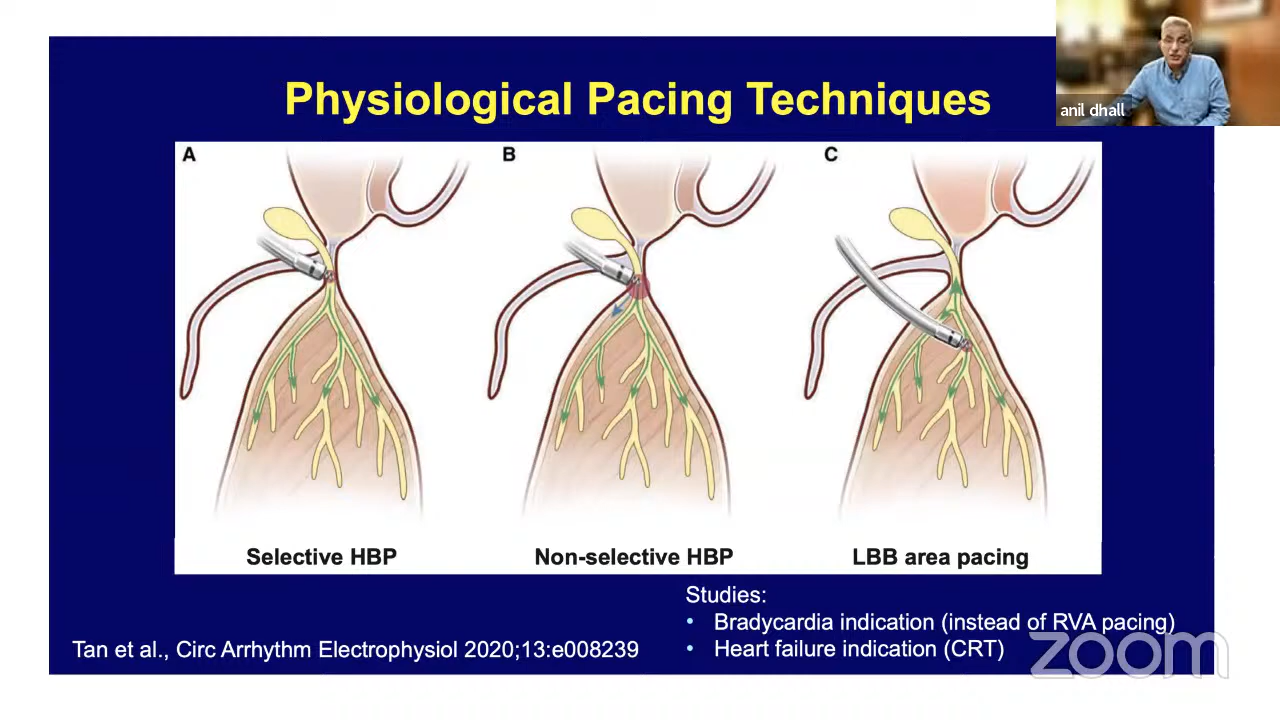 Physiological Pacing Techniques
anil dhall
A
B
C
Selective HBP
Non-selective HBP
LBB area pacing
Studies:
• Bradycardia indication (instead of RVA pacing)
• Heart failure indication (CRT)
Tan et al., Circ Arrhythm Electrophysiol 2020;13:e008239
zoom